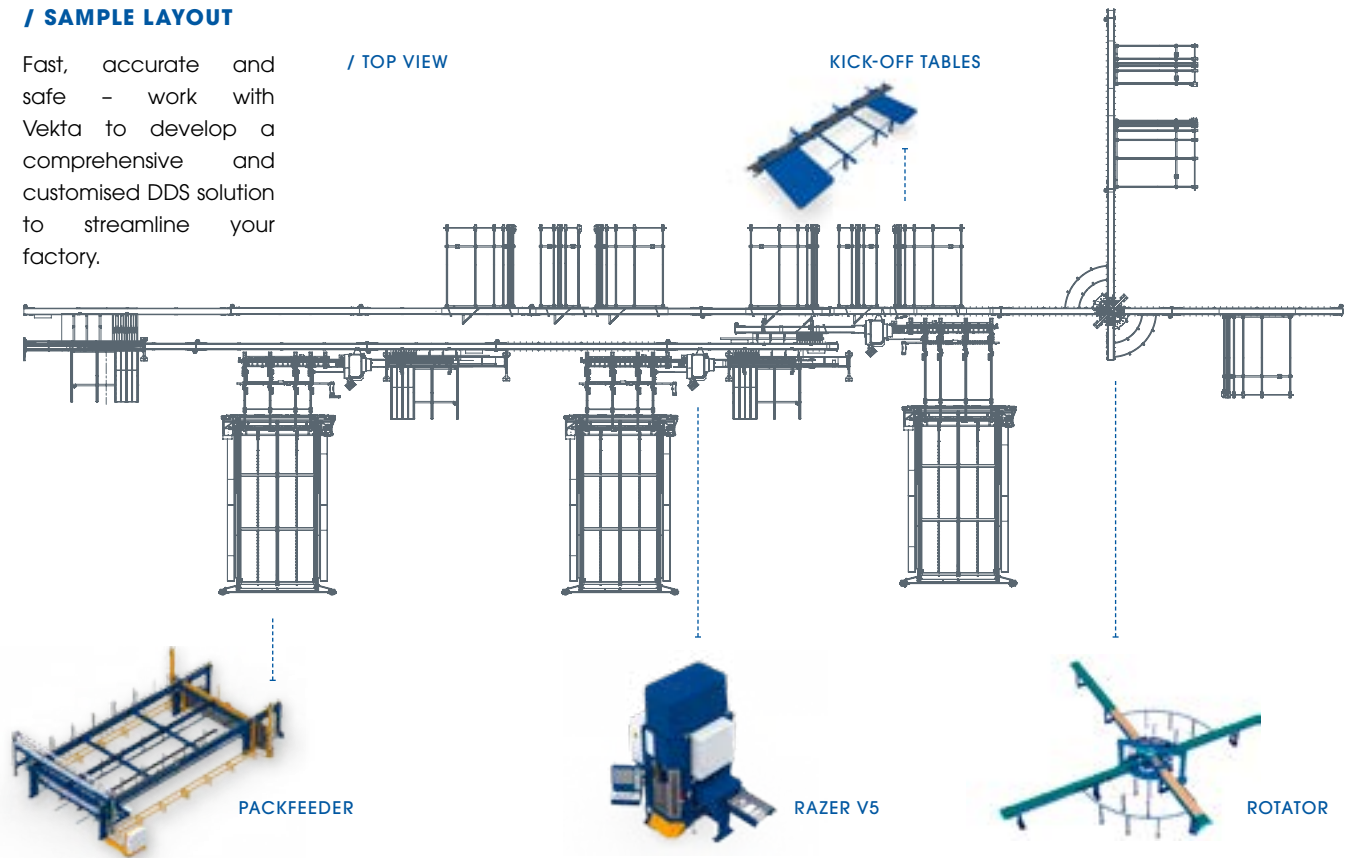 / SAMPLE LAYOUT
Fast, accurate and
safe – work with
Vekta to develop a
comprehensive and
customised DDS solution
to streamline your
factory.
/ TOP VIEW
KICK-OFF TABLES
PACKFEEDER
RAZER V5
ROTATOR